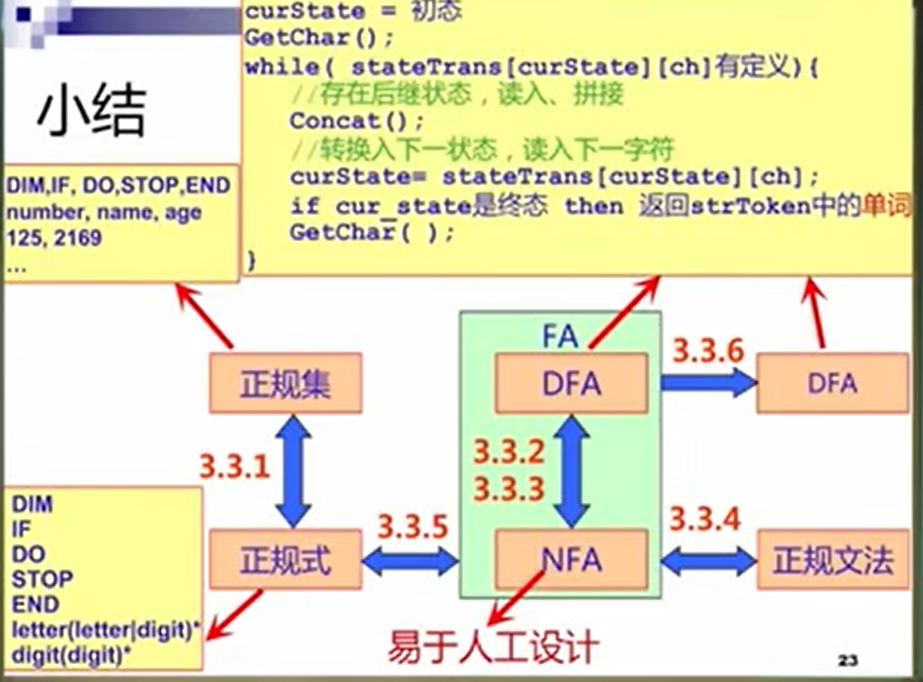 curState = 初态
GetChar();
while( stateTrans[curState][ch]有定义){
//存在后继状态，读入、拼接
Concat();
//转换入下一状态，读入下一字符
curState= stateTrans[curState][ch];
if cur_state是终态 then 返回strToken中的单词
GetChar( );
}
小结
DIM,IF, DO,STOP,END
number, name, age
125, 2169
...
FA
正规集
DFA
3.3.6
DFA
3.3.1
3.3.2
3.3.3
3.3.5
3.3.4
正规式
NFA
正规文法
DIM
IF
DO
STOP
END
letter(letter|digit)*
digit(digit)*
易于人工设计
23